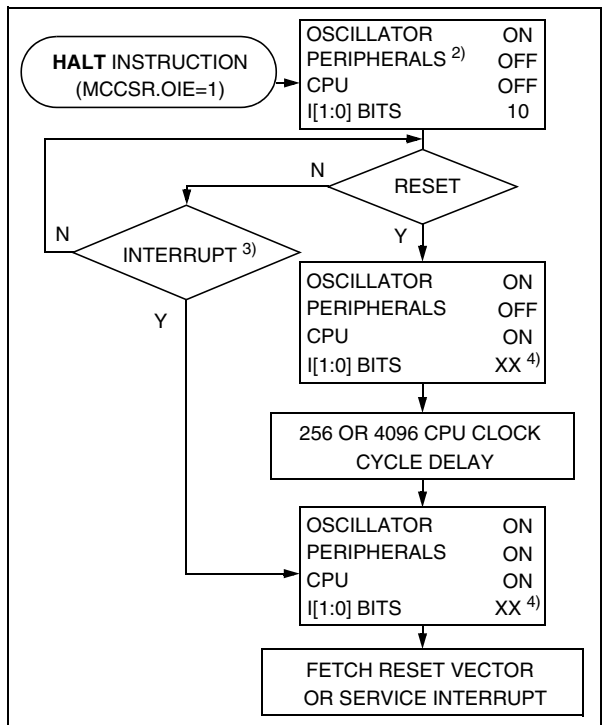 HALT INSTRUCTION
(MCCSR.OIE=1)
OSCILLATOR ON
PERIPHERALS 2) OFF
CPU OFF
I[1:0] BITS 10
RESET
N
Y
INTERRUPT 3)
N
Y
OSCILLATOR ON
PERIPHERALS OFF
CPU ON
I[1:0] BITS XX 4)
256 OR 4096 CPU CLOCK
CYCLE DELAY
OSCILLATOR ON
PERIPHERALS ON
CPU ON
I[1:0] BITS XX 4)
FETCH RESET VECTOR
OR SERVICE INTERRUPT